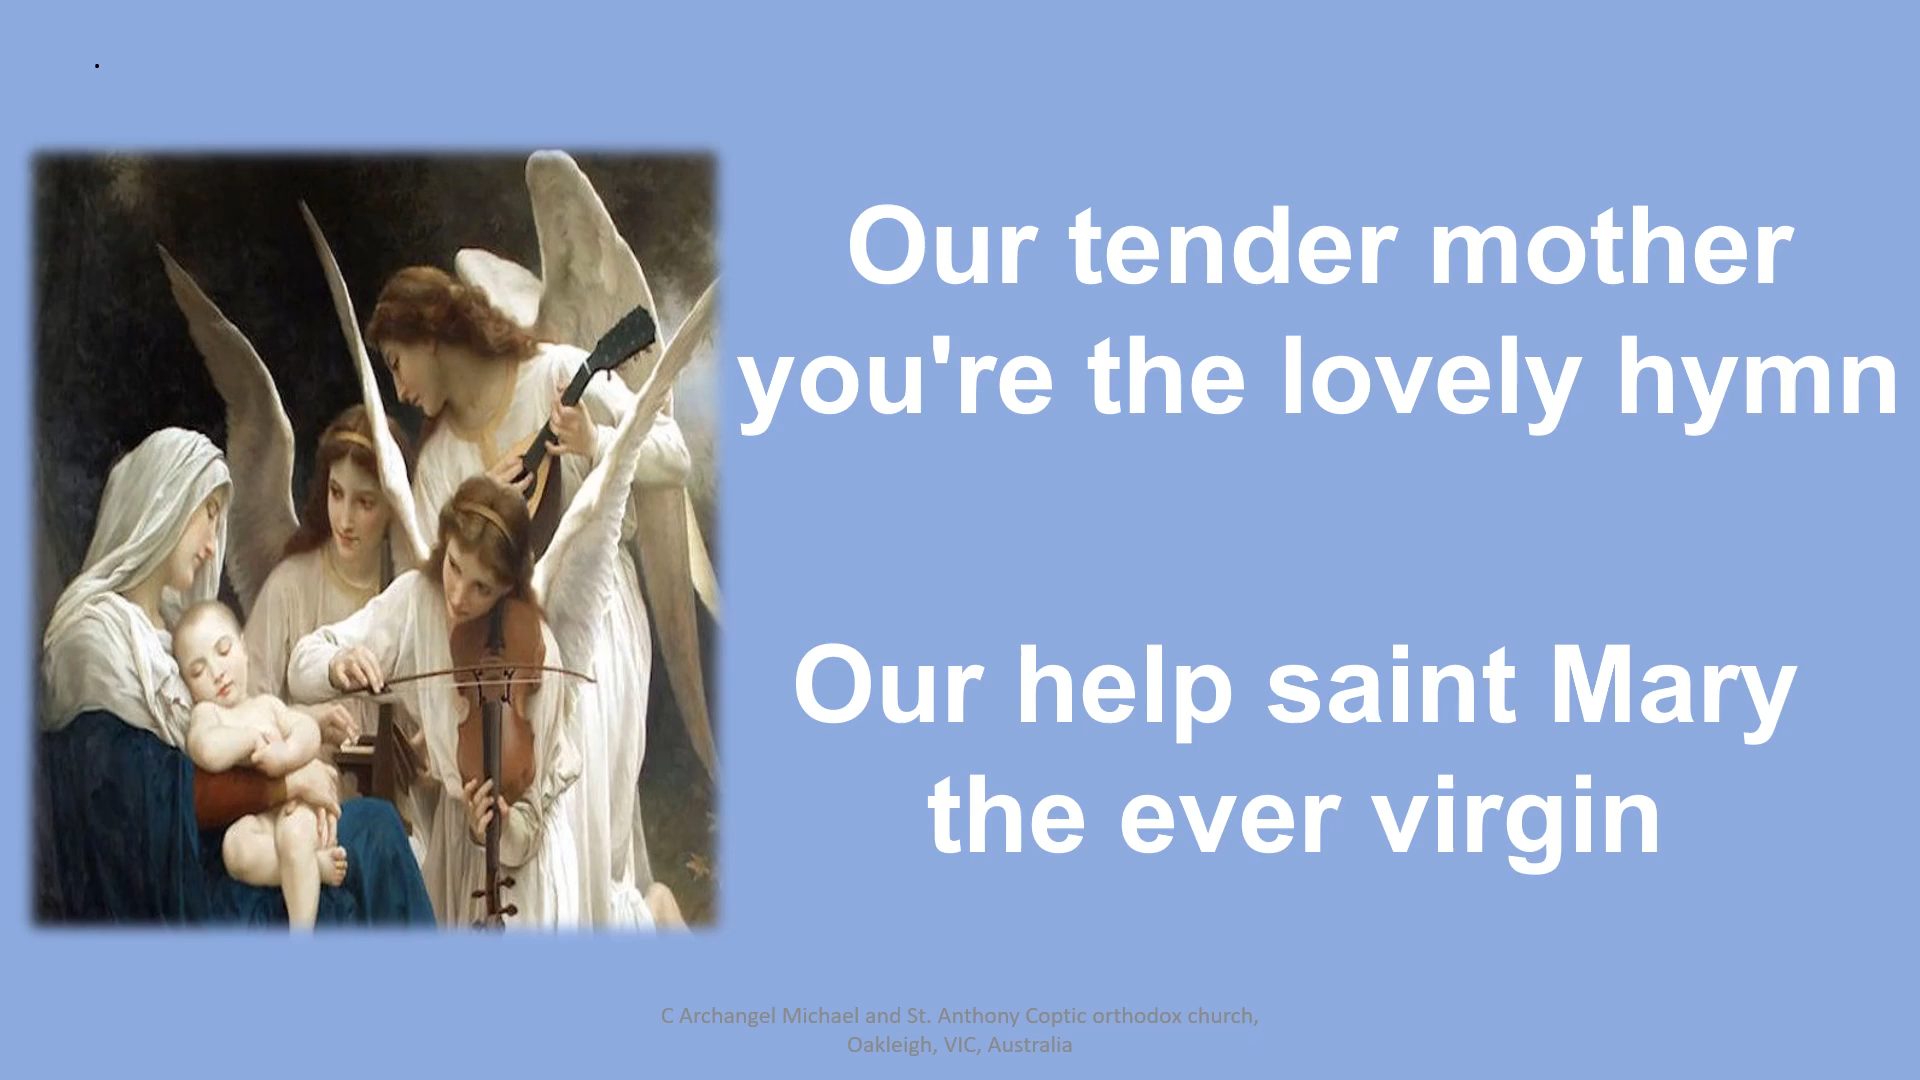 .
Our tender mother
you're the lovely hymn
Our help saint Mary
the ever virgin
C Archangel Michael and St. Anthony Coptic orthodox church,
Oakleigh, VIC, Australia